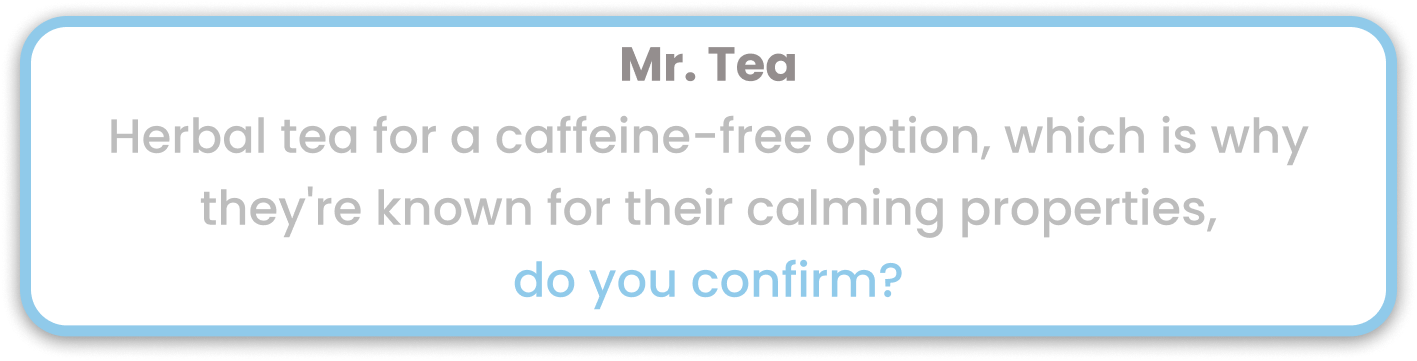 Mr. Tea
Herbal tea for a caffeine-free option, which is why
they're known for their calming properties,
do you confirm?